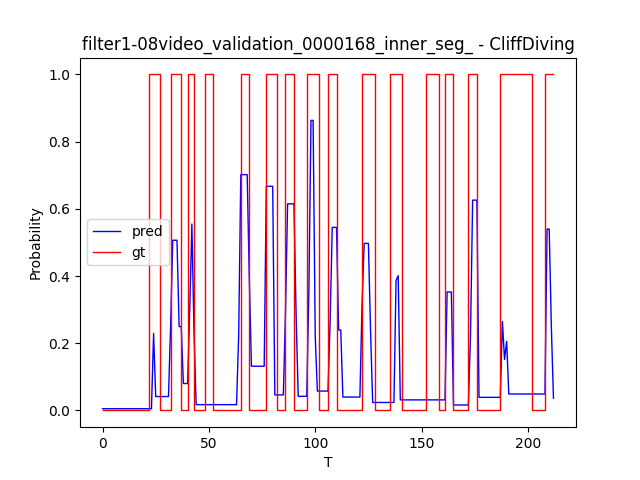 filter1-08video_validation_0000168_inner_seg_ - CliffDiving
1.0
0.8
0.6
0.4
0.2
0.0
Probability
pred
gt
0
50
100
150
200
T